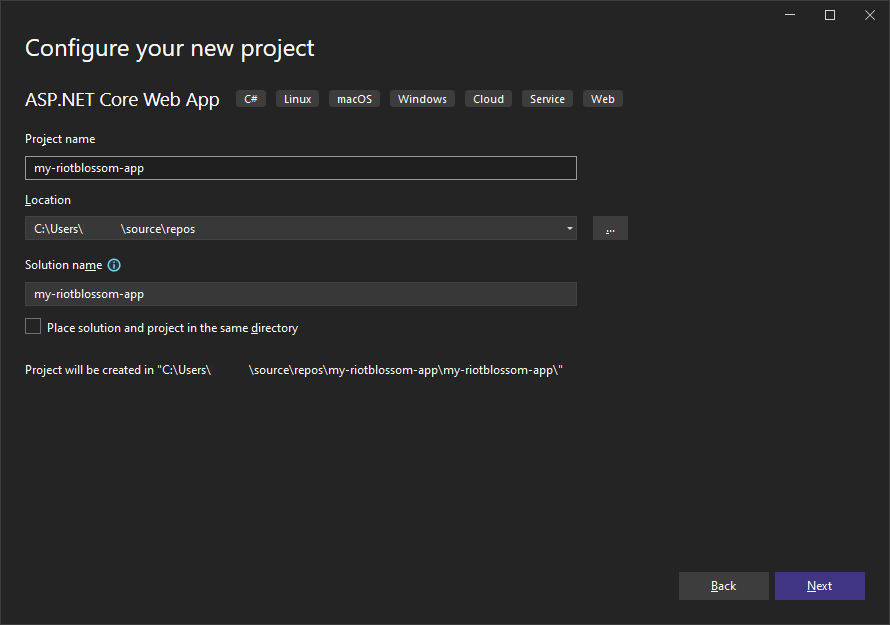 Configure your new project
ASP.NET Core Web App C# Linux macOS Windows Cloud Service Web
Project name
my-riotblossom-app
Location
C:\Users\ \source\repos
...
Solution name
my-riotblossom-app
Place solution and project in the same directory
Project will be created in "C:\Users\ \source\repos\my-riotblossom-app\my-riotblossom-app\"
Back Next